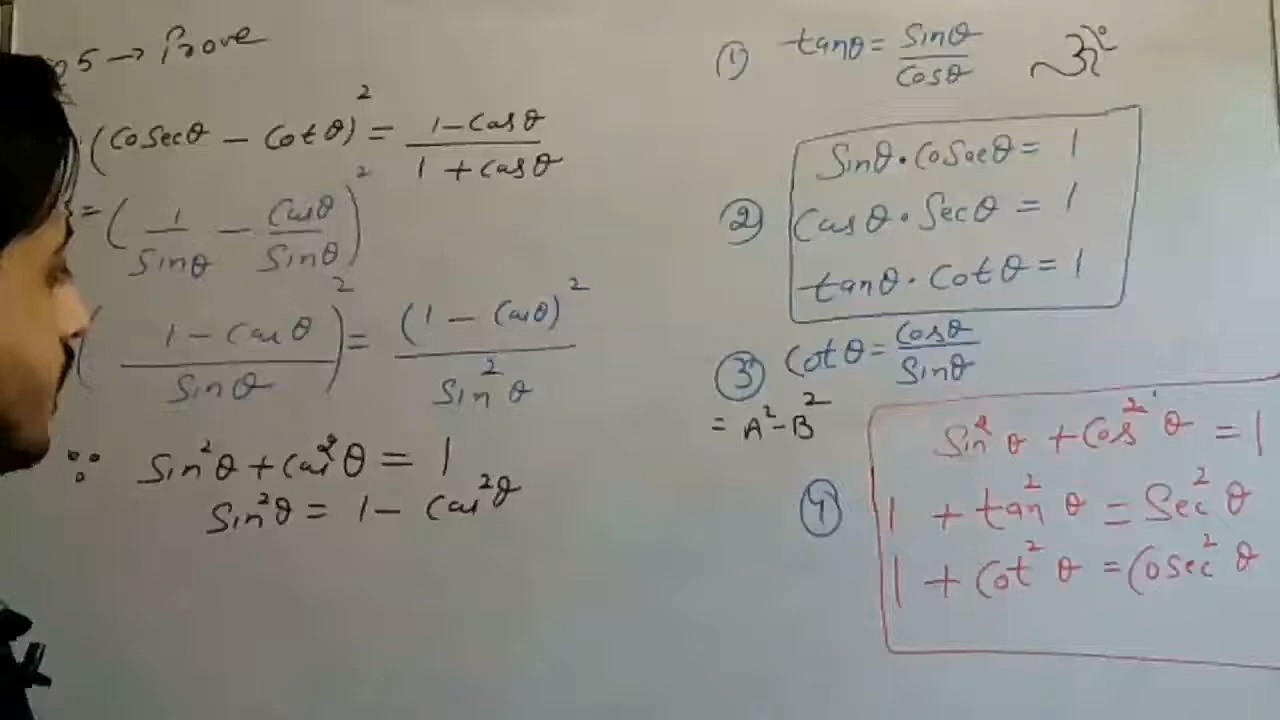 5 → Prove
(Cosecθ - Cotθ)² = 1-Cosθ / 1+Cosθ
= (1/Sinθ - Cosθ/Sinθ)²
(1-Cosθ / Sinθ)² = (1-Cosθ)² / Sin²θ
∵ Sin²θ + Cos²θ = 1
Sin²θ = 1 - Cos²θ
① tanθ = Sinθ/Cosθ
② Sinθ·Cosecθ = 1
Cosθ·Secθ = 1
tanθ·Cotθ = 1
③ Cotθ = Cosθ/Sinθ
= A²-B²
④ Sin²θ + Cos²θ = 1
1 + tan²θ = Sec²θ
1 + Cot²θ = Cosec²θ